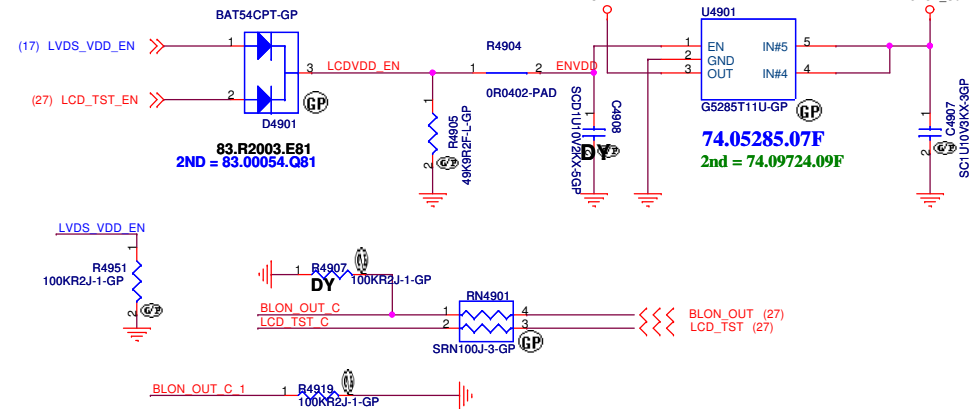 BAT54CPT-GP
(17) LVDS_VDD_EN
1
3
LCDVDD_EN
(27) LCD_TST_EN
2
GP
D4901
83.R2003.E81
2ND = 83.00054.Q81
R4904
1
2
ENVDD
0R0402-PAD
1
R4905
49K9R2F-L-GP
2
GP
1
C4908
SCD1U10V2KX-5GP
2
DY
GP
U4901
1
EN
IN#5
5
2
GND
3
OUT
IN#4
4
G5285T11U-GP
GP
74.05285.07F
2nd = 74.09724.09F
1
C4907
SC1U10V3KX-3GP
2
GP
LVDS_VDD_EN
1
R4951
100KR2J-1-GP
2
GP
1
R4907
DY
100KR2J-1-GP
BLON_OUT_C
LCD_TST_C
RN4901
1
4
2
3
SRN100J-3-GP
GP
BLON_OUT (27)
LCD_TST (27)
BLON_OUT_C_1
1
R4919
100KR2J-1-GP